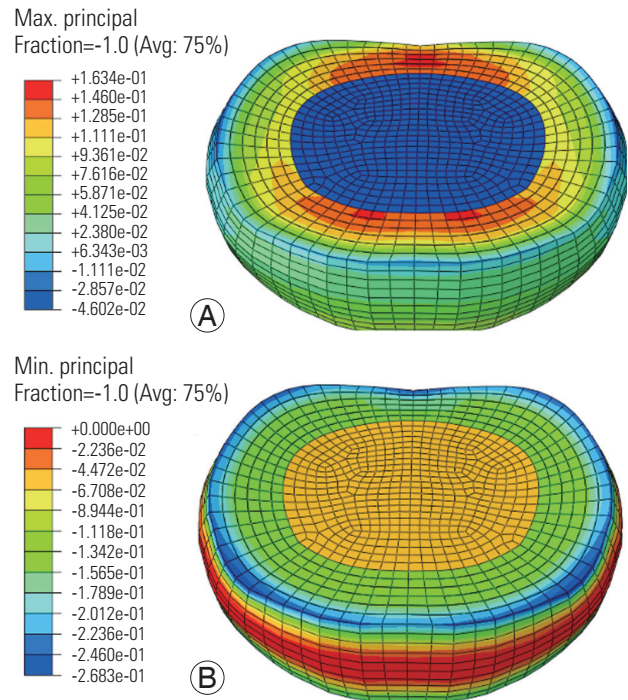 Max. principal
Fraction=-1.0 (Avg: 75%)
+1.634e-01
+1.460e-01
+1.285e-01
+1.111e-01
+9.361e-02
+7.616e-02
+5.871e-02
+4.125e-02
+2.380e-02
+6.343e-03
-1.111e-02
-2.857e-02
-4.602e-02
A
Min. principal
Fraction=-1.0 (Avg: 75%)
+0.000e+00
-2.236e-02
-4.472e-02
-6.708e-02
-8.944e-01
-1.118e-01
-1.342e-01
-1.565e-01
-1.789e-01
-2.012e-01
-2.236e-01
-2.460e-01
-2.683e-01
B